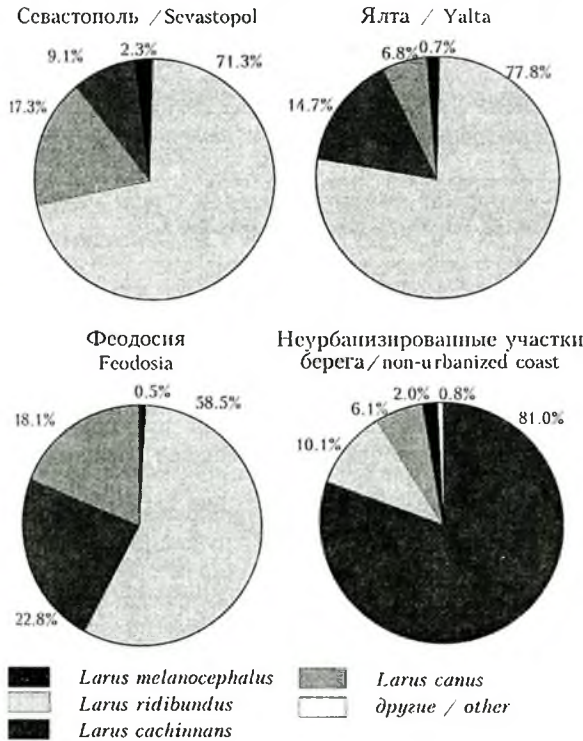 Севастополь / Sevastopol
2.3%
9.1%
71.3%
17.3%
Ялта / Yalta
6.8%
0.7%
77.8%
14.7%
Феодосия
Feodosia
0.5%
58.5%
18.1%
22.8%
Неурбанизированные участки
берега / non-urbanized coast
2.0%
0.8%
6.1%
81.0%
10.1%
Larus melanocephalus
Larus ridibundus
Larus cachinnans
Larus canus
другие / other